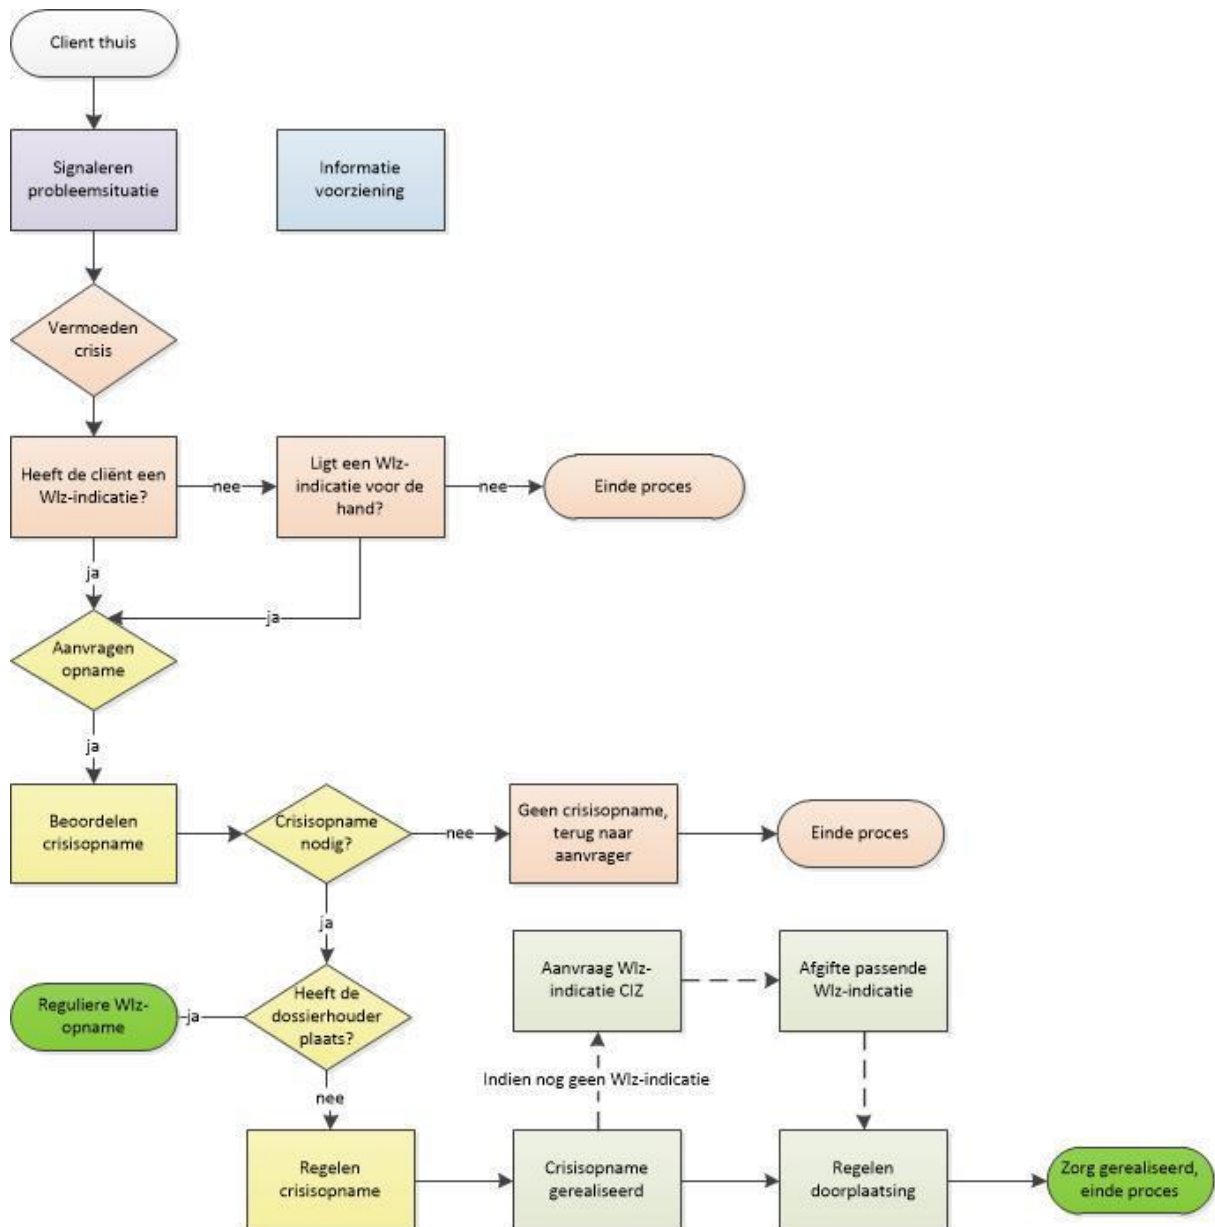 Client thuis
Signaleren
probleemsituatie
Informatie
voorziening
Vermoeden
crisis
Heeft de cliënt een
Wlz-indicatie?
nee
Ligt een Wlz-
indicatie voor de
hand?
nee
Einde proces
ja
ja
Aanvragen
opname
ja
Beoordelen
crisisopname
Crisisopname
nodig?
nee
Geen crisisopname,
terug naar
aanvrager
Einde proces
ja
Aanvraag Wlz-
indicatie CIZ
Afgifte passende
Wlz-indicatie
Reguliere Wlz-
opname
ja
Heeft de
dossierhouder
plaats?
Indien nog geen Wlz-indicatie
nee
Regelen
crisisopname
Crisisopname
gerealiseerd
Regelen
doorplaatsing
Zorg gerealiseerd,
einde proces